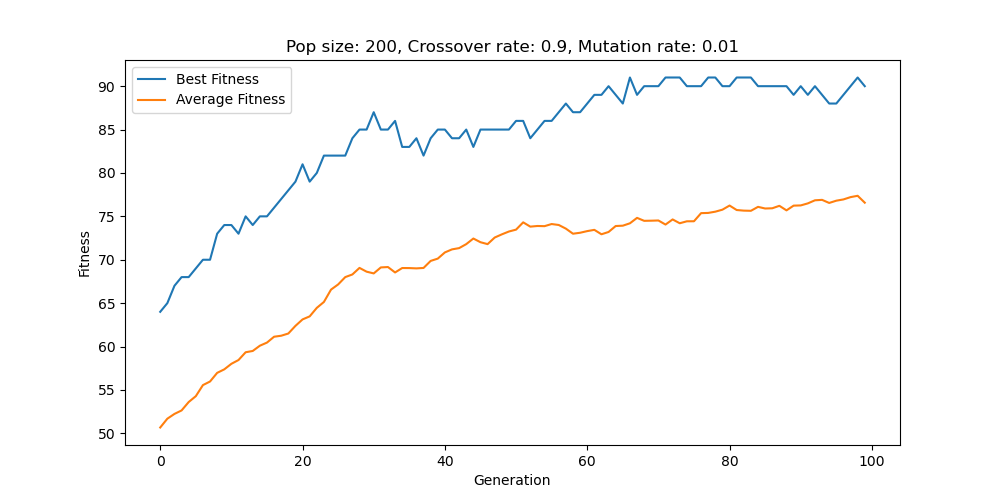 Pop size: 200, Crossover rate: 0.9, Mutation rate: 0.01
Best Fitness
Average Fitness
90
85
80
75
70
65
60
55
50
Fitness
0 20 40 60 80 100
Generation